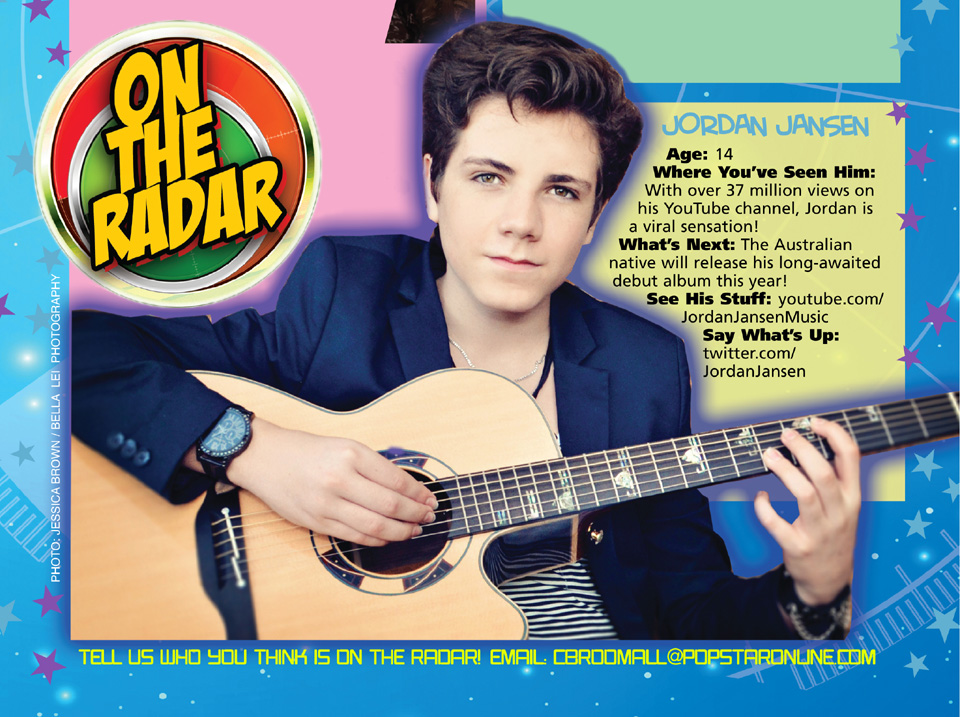 ON
THE
RADAR
JORDAN JANSEN
Age: 14
Where You've Seen Him:
With over 37 million views on
his YouTube channel, Jordan is
a viral sensation!
What's Next: The Australian
native will release his long-awaited
debut album this year!
See His Stuff: youtube.com/
JordanJansenMusic
Say What's Up:
twitter.com/
JordanJansen
PHOTO: JESSICA BROWN / BELLA LEI PHOTOGRAPHY
TELL US WHO YOU THINK IS ON THE RADAR! EMAIL: CBROOMALL@POPSTARONLINE.COM